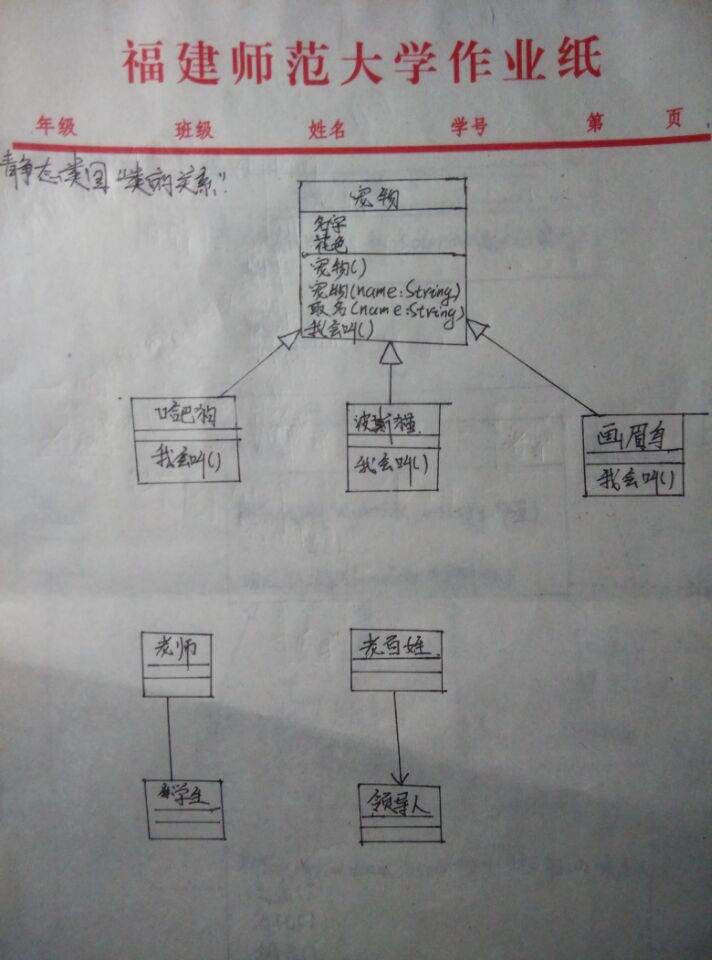 福建师范大学作业纸
年级 班级 姓名 学号 第 页
静态类图 "类的关系"
宠物
名字
花色
宠物()
宠物(name:String)
取名(name:String)
我会叫()
哈巴狗 波斯猫 画眉鸟
我会叫() 我会叫() 我会叫()
老师 老百姓
学生 领导人